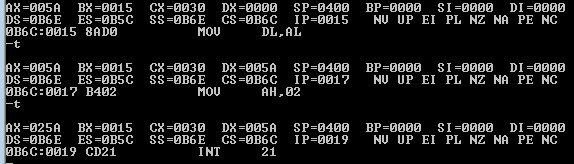 AX=005A BX=0015 CX=0030 DX=0000 SP=0400 BP=0000 SI=0000 DI=0000
DS=0B6E ES=0B5C SS=0B6E CS=0B6C IP=0015 NV UP EI PL NZ NA PE NC
0B6C:0015 8AD0 MOV DL,AL
-t
AX=005A BX=0015 CX=0030 DX=005A SP=0400 BP=0000 SI=0000 DI=0000
DS=0B6E ES=0B5C SS=0B6E CS=0B6C IP=0017 NV UP EI PL NZ NA PE NC
0B6C:0017 B402 MOV AH,02
-t
AX=025A BX=0015 CX=0030 DX=005A SP=0400 BP=0000 SI=0000 DI=0000
DS=0B6E ES=0B5C SS=0B6E CS=0B6C IP=0019 NV UP EI PL NZ NA PE NC
0B6C:0019 CD21 INT 21